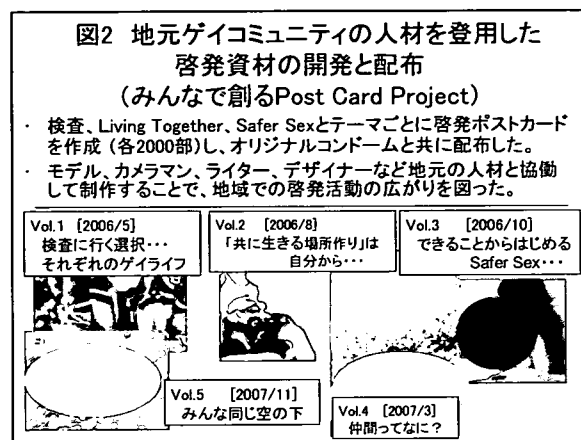 図2 地元ゲイコミュニティの人材を登用した
啓発資材の開発と配布
(みんなで創るPost Card Project)
・ 検査、Living Together、Safer Sexとテーマごとに啓発ポストカード
を作成 (各2000部)し、オリジナルコンドームと共に配布した。
・ モデル、カメラマン、ライター、デザイナーなど地元の人材と協働
して制作することで、地域での啓発活動の広がりを図った。
Vol.1 [2006/5]
検査に行く選択・・・
それぞれのゲイライフ
Vol.2 [2006/8]
「共に生きる場所作り」は
自分から・・・
Vol.3 [2006/10]
できることからはじめる
Safer Sex・・・
Vol.5 [2007/11]
みんな同じ空の下
Vol.4 [2007/3]
仲間ってなに？